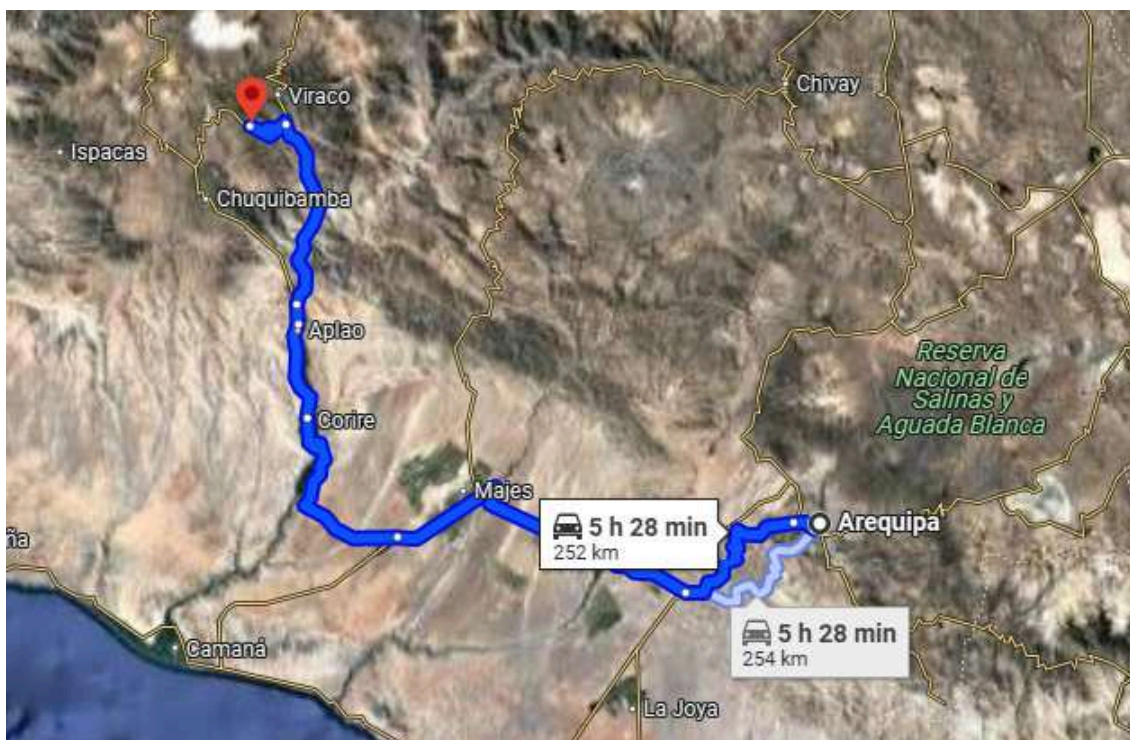 Chivay
Viraco
Ispacas
Chuquibamba
Aplao
Reserva
Nacional de
Salinas y
Aguada Blanca
Corire
Majes
5 h 28 min
252 km
Arequipa
ña
5 h 28 min
254 km
Camaná
La Joya